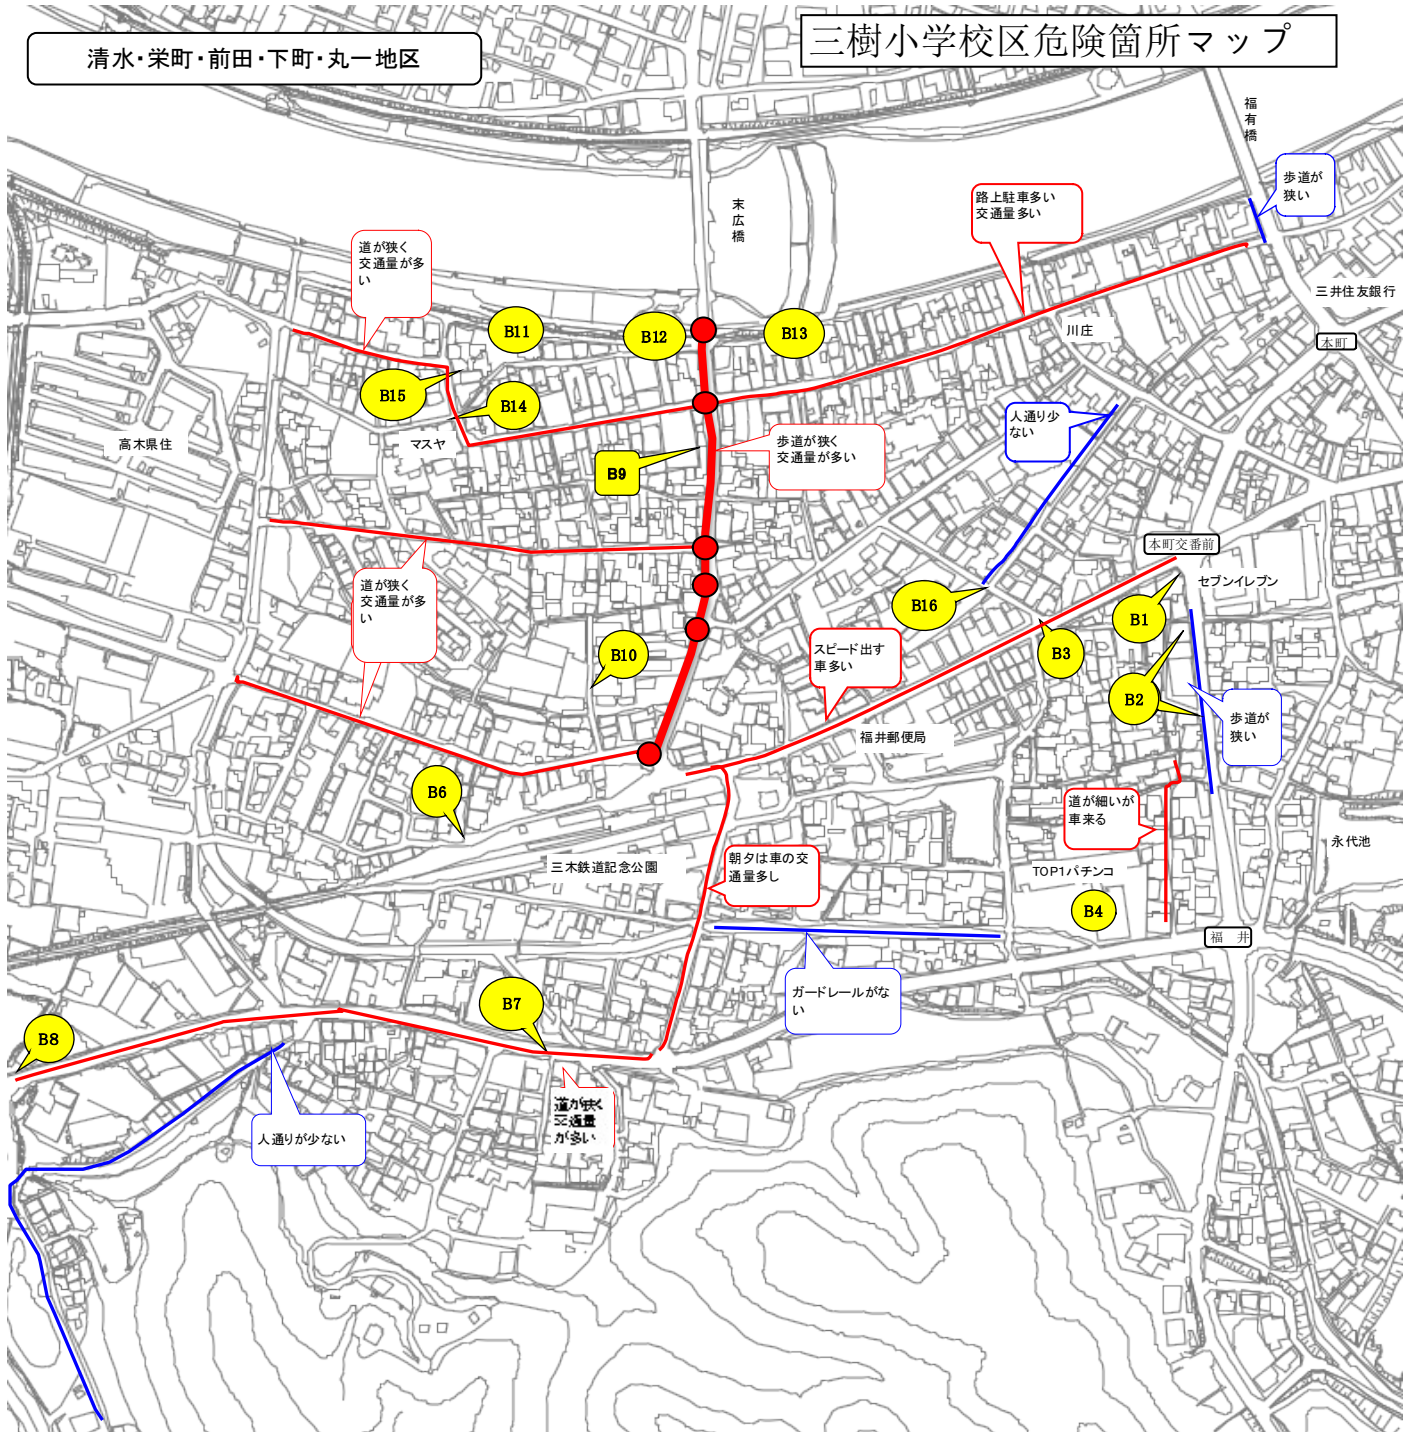 三樹小学校区危険箇所マップ
清水・栄町・前田・下町・丸一地区
福有橋
歩道が
狭い
路上駐車多い
交通量多い
末広橋
道が狭く
交通量が多
い
三井住友銀行
本町
川庄
B11
B12
B13
B15
B14
人通り少
ない
高木県住
マスヤ
歩道が狭く
交通量が多い
B9
本町交番前
セブンイレブン
道が狭く
交通量が多
い
B16
B1
B3
B10
スピード出す
車多い
B2
歩道が
狭い
福井郵便局
B6
道が細いが
車来る
永代池
三木鉄道記念公園
朝夕は車の交
通量多し
TOP1パチンコ
B4
福 井
ガードレールがな
い
B7
B8
道が狭く
交通量
が多い
人通りが少ない